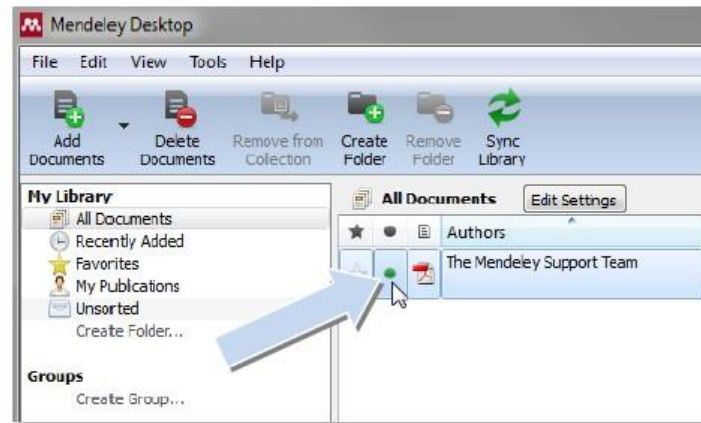 Mendeley Desktop
File Edit View Tools Help
Add Documents
Delete Documents
Remove from Collection
Create Folder
Remove Folder
Sync Library
My Library
All Documents
Recently Added
Favorites
My Publications
Unsorted
Create Folder...
Groups
Create Group...
All Documents Edit Settings
Authors
The Mendeley Support Team